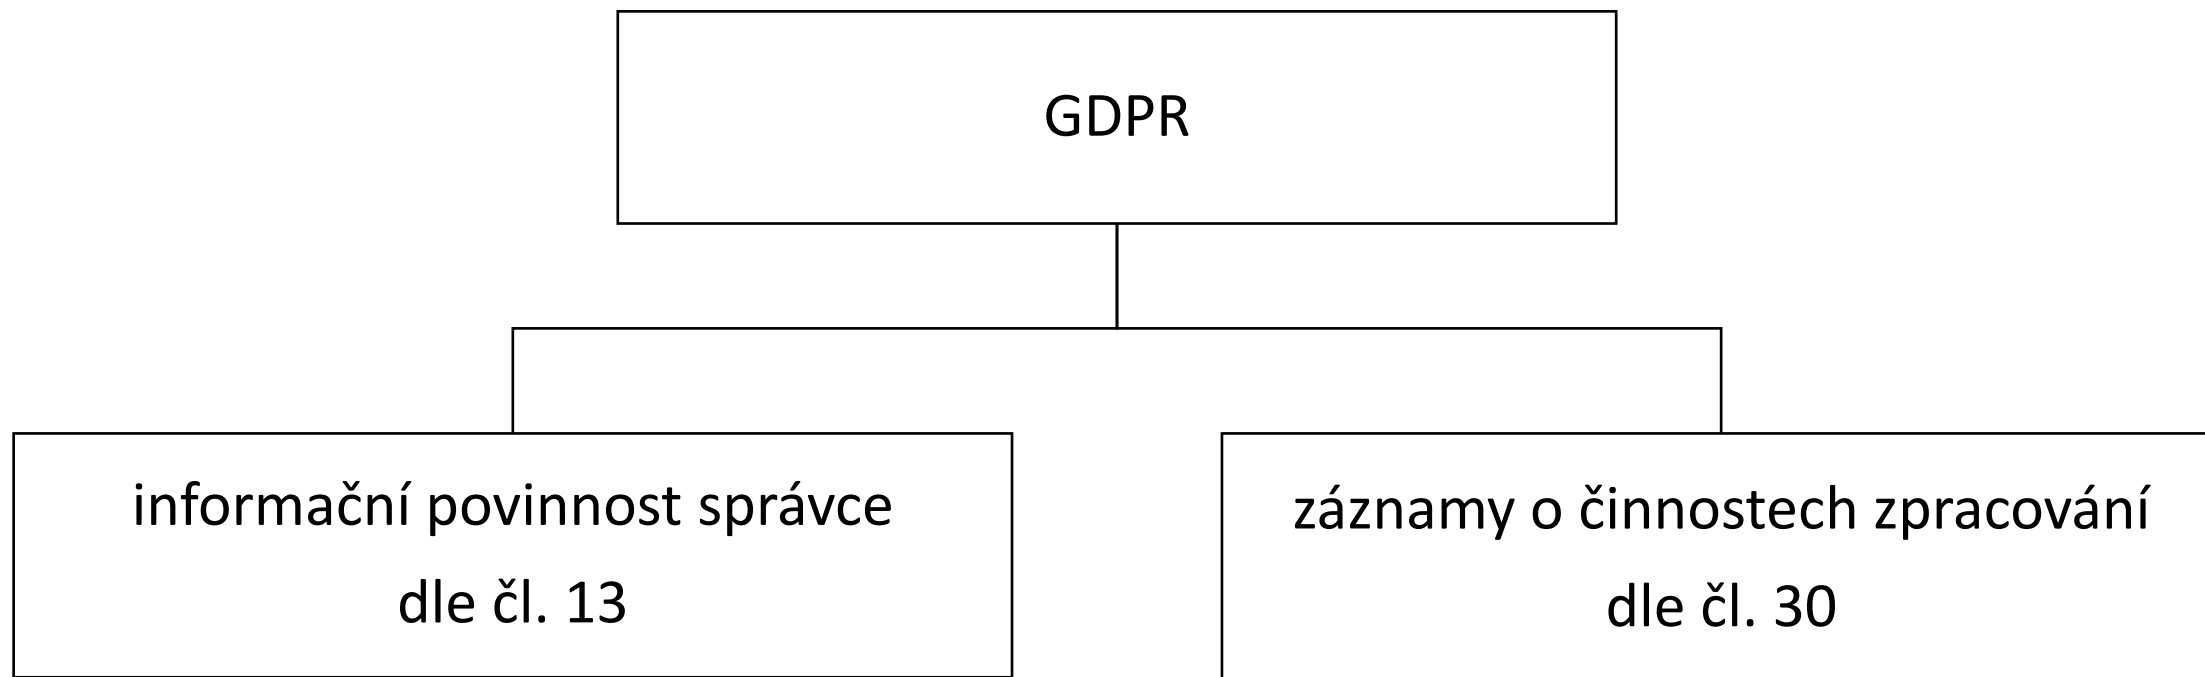 GDPR
informační povinnost správce
dle čl. 13
záznamy o činnostech zpracování
dle čl. 30